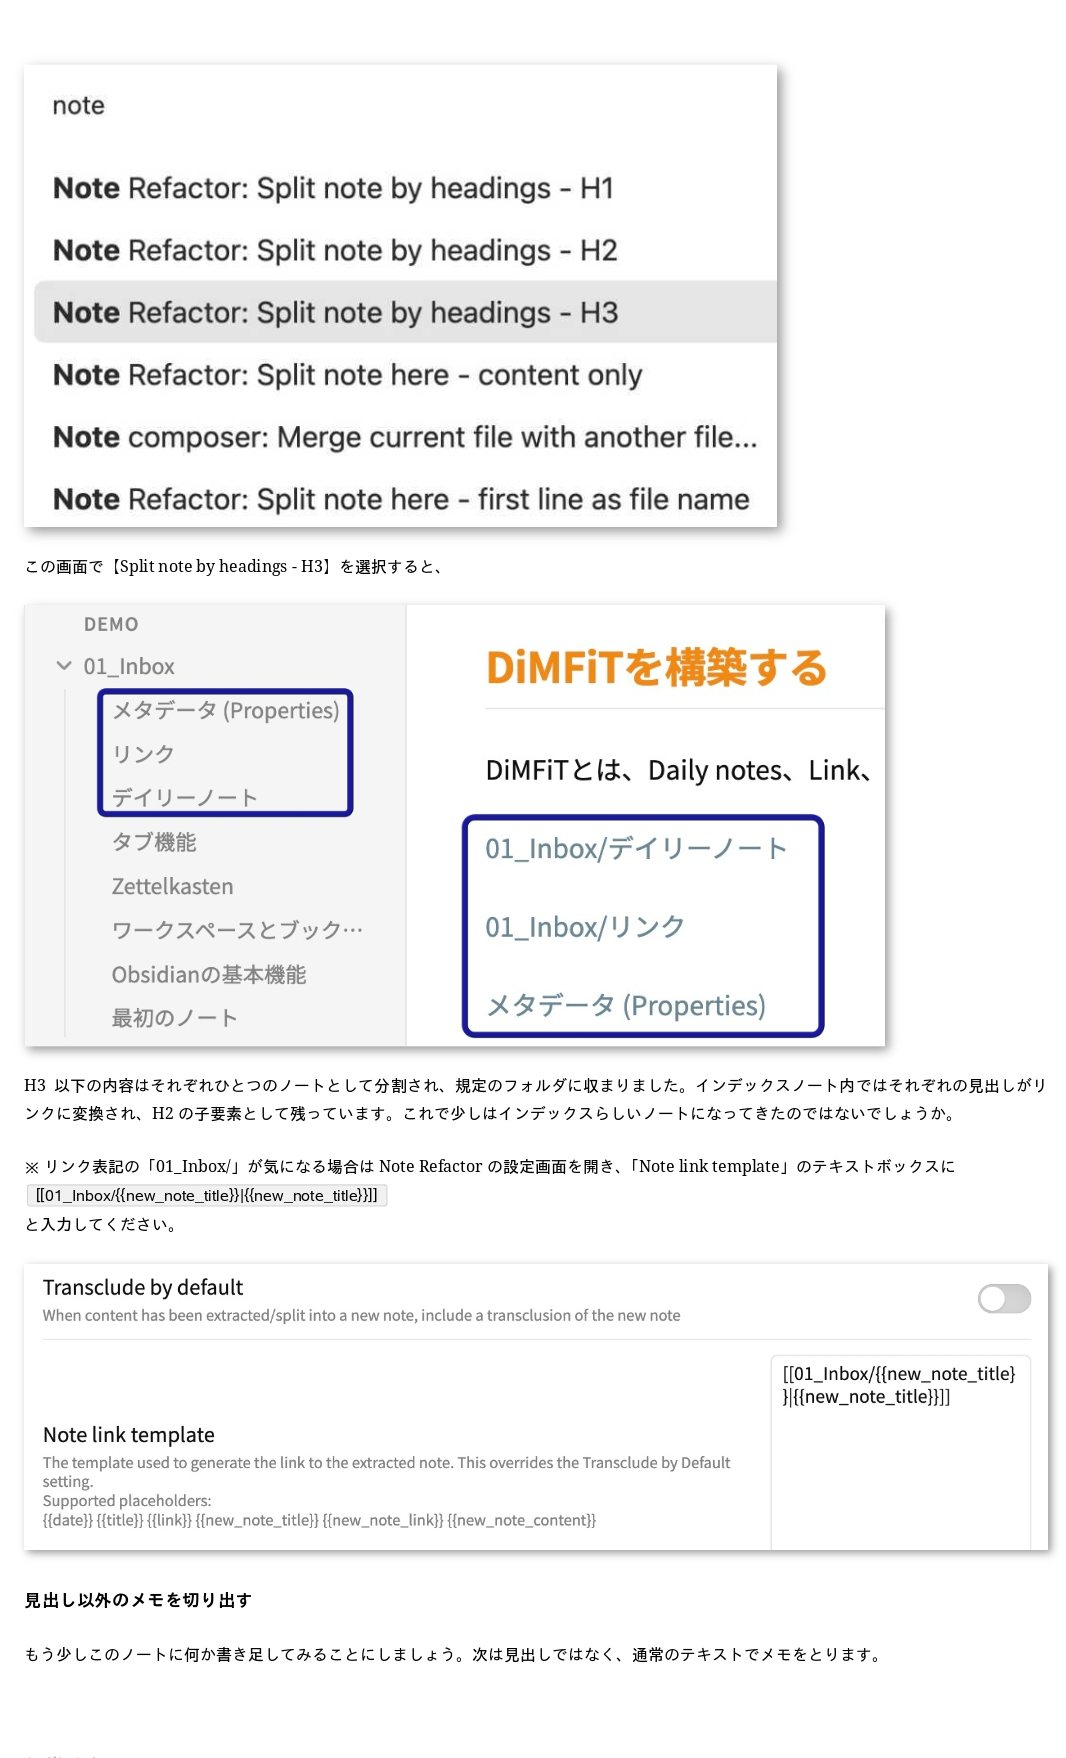 note
Note Refactor: Split note by headings - H1
Note Refactor: Split note by headings - H2
Note Refactor: Split note by headings - H3
Note Refactor: Split note here - content only
Note composer: Merge current file with another file...
Note Refactor: Split note here - first line as file name
この画面で【Split note by headings - H3】を選択すると、
DEMO
01_Inbox
メタデータ (Properties)
リンク
デイリーノート
タブ機能
Zettelkasten
ワークスペースとブック…
Obsidianの基本機能
最初のノート
DiMFiTを構築する
DiMFiTとは、Daily notes、Link、
01_Inbox/デイリーノート
01_Inbox/リンク
メタデータ (Properties)
H3 以下の内容はそれぞれひとつのノートとして分割され、規定のフォルダに収まりました。インデックスノート内ではそれぞれの見出しがリ
ンクに変換され、H2 の子要素として残っています。これで少しはインデックスらしいノートになってきたのではないでしょうか。
※ リンク表記の「01_Inbox/」が気になる場合は Note Refactor の設定画面を開き、「Note link template」のテキストボックスに
[[01_Inbox/{{new_note_title}}|{{new_note_title}}]]
と入力してください。
Transclude by default
When content has been extracted/split into a new note, include a transclusion of the new note
[[01_Inbox/{{new_note_title}
}|{{new_note_title}}]]
Note link template
The template used to generate the link to the extracted note. This overrides the Transclude by Default
setting.
Supported placeholders:
{{date}} {{title}} {{link}} {{new_note_title}} {{new_note_link}} {{new_note_content}}
見出し以外のメモを切り出す
もう少しこのノートに何か書き足してみることにしましょう。次は見出しではなく、通常のテキストでメモをとります。